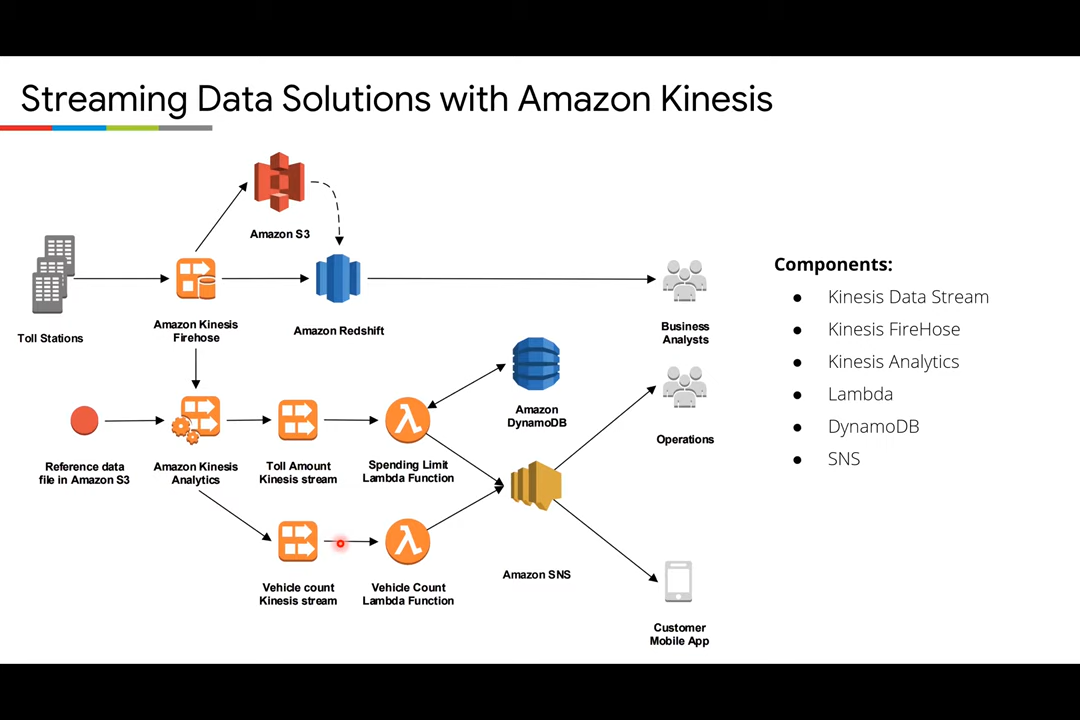 Streaming Data Solutions with Amazon Kinesis
Amazon S3
Toll Stations
Amazon Kinesis
Firehose
Amazon Redshift
Business
Analysts
Amazon
DynamoDB
Operations
Reference data
file in Amazon S3
Amazon Kinesis
Analytics
Toll Amount
Kinesis stream
Spending Limit
Lambda Function
Vehicle count
Kinesis stream
Vehicle Count
Lambda Function
Amazon SNS
Customer
Mobile App
Components:
● Kinesis Data Stream
● Kinesis FireHose
● Kinesis Analytics
● Lambda
● DynamoDB
● SNS